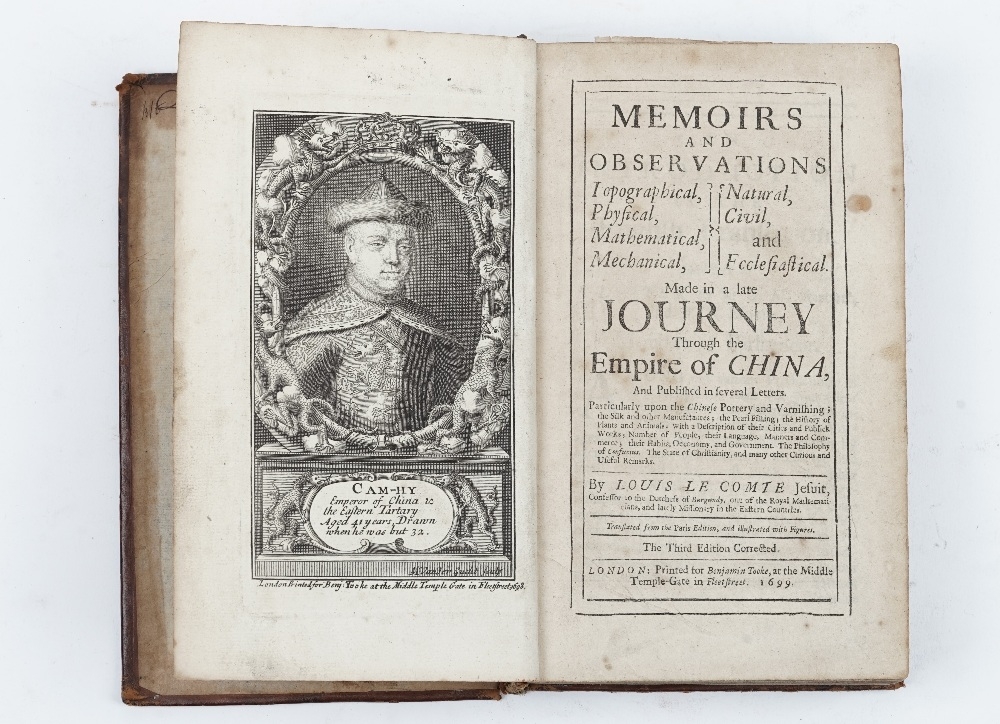 CAM-HY
Emperor of China &
the Eastern Tartary
Aged 41 years, Drawn
when he was but 32.
London Printed for Benj. Tooke at the Middle Temple Gate in Fleetstreet 1698.
MEMOIRS
AND
OBSERVATIONS
Topographical, Natural,
Phyſical, Civil,
Mathematical, and
Mechanical, Eccleſiaſtical.
Made in a late
JOURNEY
Through the
Empire of CHINA,
And Publiſhed in ſeveral Letters.
Particularly upon the Chineſe Pottery and Varniſhing;
the Silk and other Manufactures; the Pearl Fiſhing; the Hiſtory of
Plants and Animals: with a Deſcription of their Cities and Publick
Works; Number of People, their Language, Manners and Com-
merce; their Habits, Oeconomy, and Government. The Philoſophy
of Confucius. The State of Chriſtianity, and many other Curious and
Uſeful Remarks.
By LOUIS LE COMTE Jeſuit,
Confeſſor to the Dutcheſs of Burgundy, one of the Royal Mathemati-
cians, and lately Miſſionary in the Eaſtern Countries.
Tranſlated from the Paris Edition, and illuſtrated with Figures.
The Third Edition Corrected.
LONDON: Printed for Benjamin Tooke, at the Middle
Temple-Gate in Fleetſtreet. 1699.